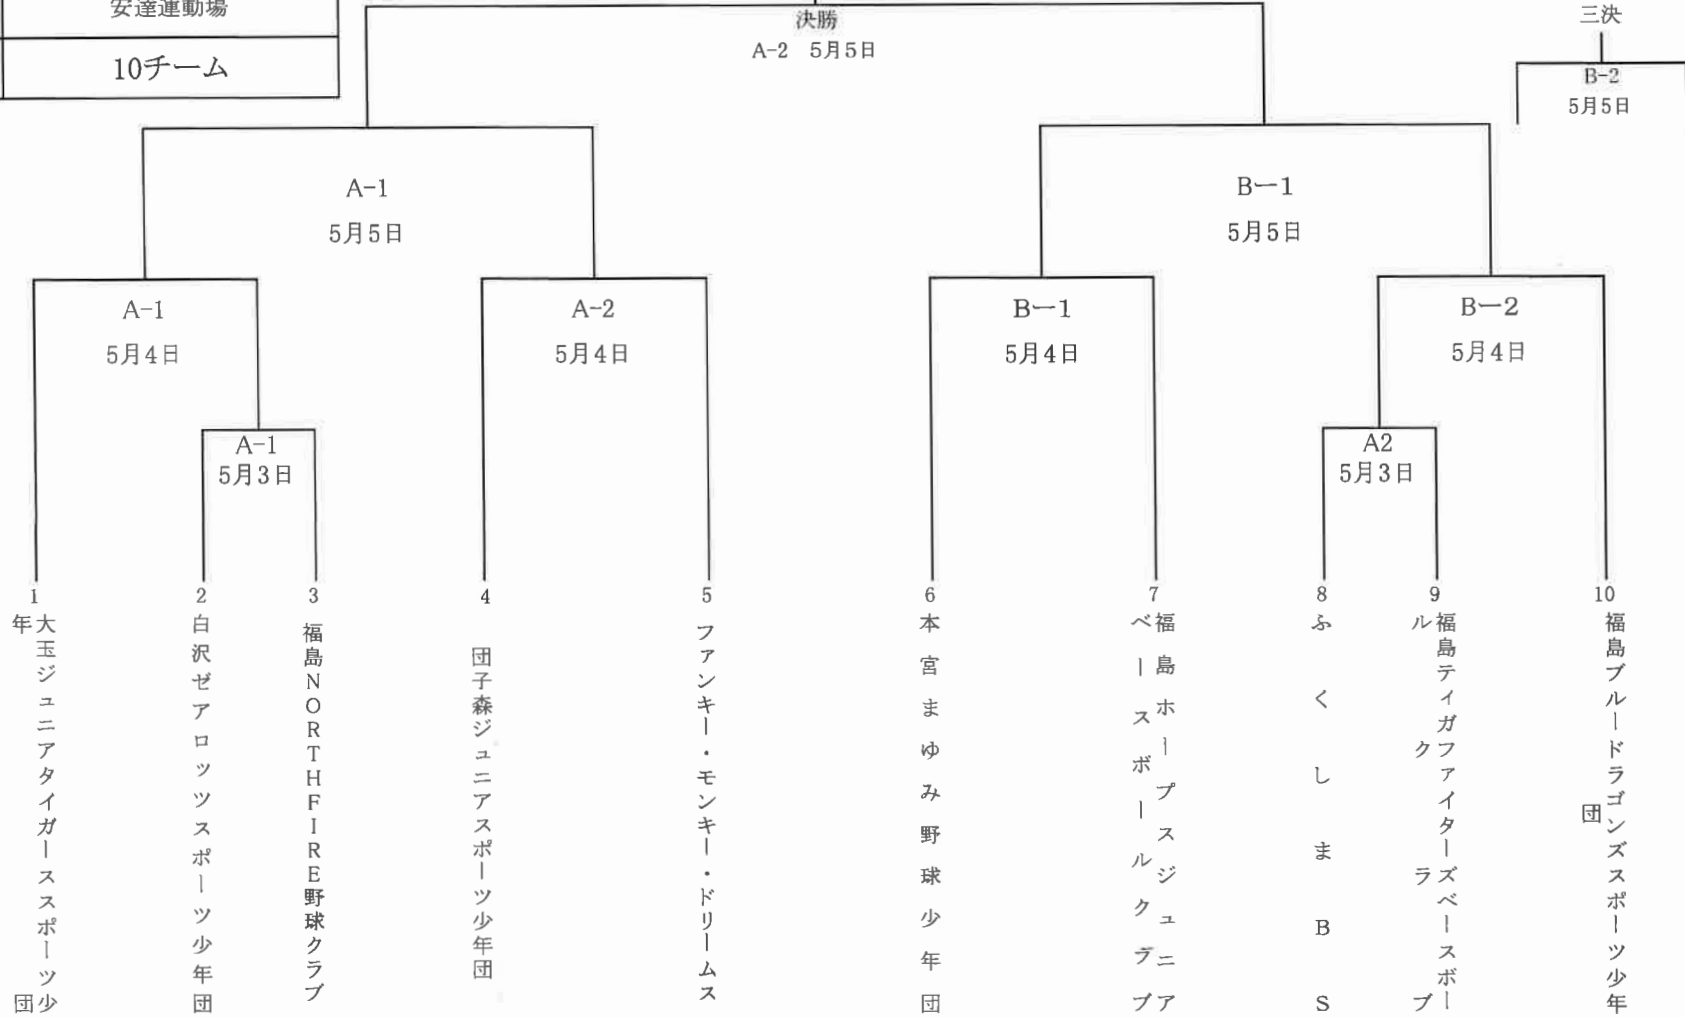 安達運動場
10チーム
決勝
A-2 5月5日
三決
B-2
5月5日
A-1
5月5日
B-1
5月5日
A-1
5月4日
A-2
5月4日
B-1
5月4日
B-2
5月4日
A-1
5月3日
A2
5月3日
1
大玉ジュニアタイガーススポーツ少年団
2
白沢ゼアロッツスポーツ少年団
3
福島NORTHFIRE野球クラブ
4
団子森ジュニアスポーツ少年団
5
ファンキー・モンキー・ドリームス
6
本宮まゆみ野球少年団
7
福島ホープスジュニアベースボールクラブ
8
ふくしまBS
9
福島ティガファイターズベースボールクラブ
10
福島ブルードラゴンズスポーツ少年団